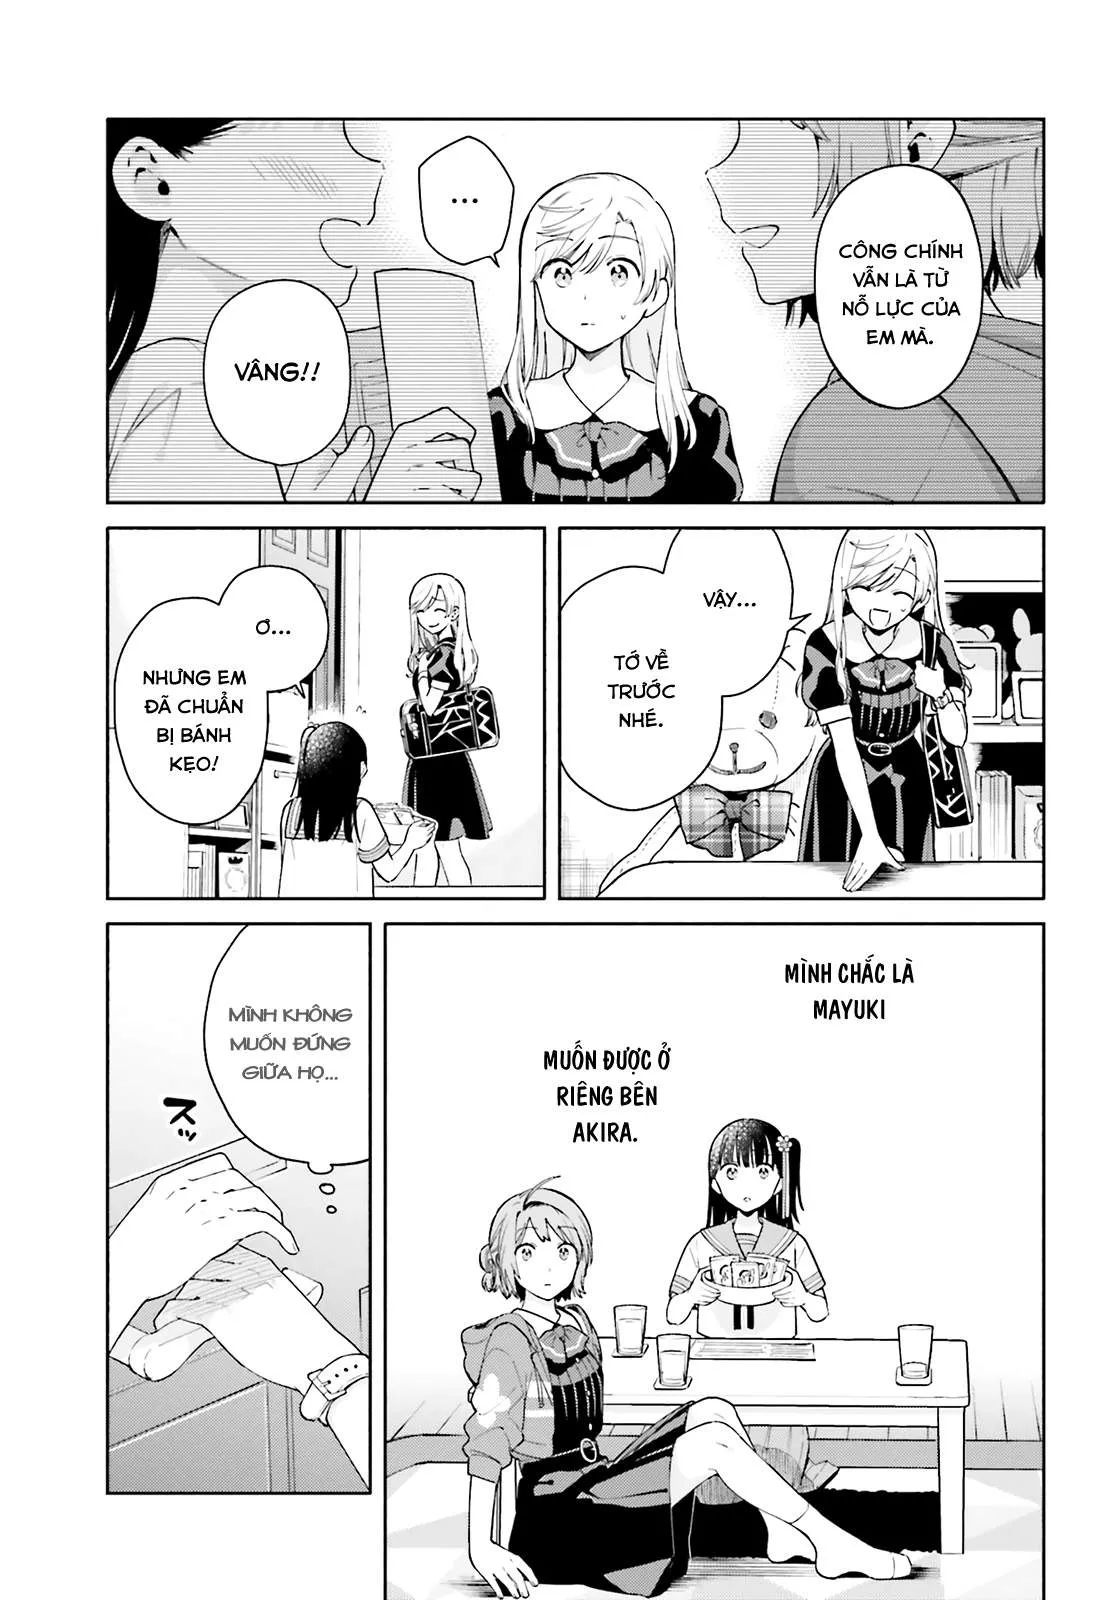 CÔNG CHÍNH
VẪN LÀ TỪ
NỖ LỰC CỦA
EM MÀ.
...
VÂNG!!
VẬY...
TỚ VỀ
TRƯỚC
NHÉ.
Ơ...
NHƯNG EM
ĐÃ CHUẨN
BỊ BÁNH
KẸO!
MÌNH CHẮC LÀ
MAYUKI
MUỐN ĐƯỢC Ở
RIÊNG BÊN
AKIRA.
MÌNH KHÔNG
MUỐN ĐỨNG
GIỮA HỌ...
スッ